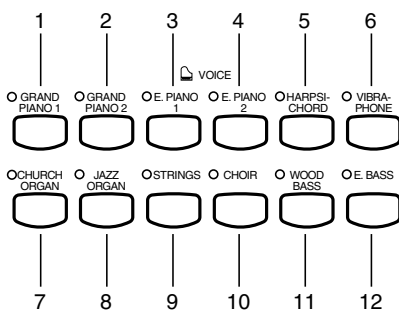 1 2 3 4 5 6
VOICE
GRAND PIANO 1
GRAND PIANO 2
E. PIANO 1
E. PIANO 2
HARPSI-CHORD
VIBRA-PHONE
CHURCH ORGAN
JAZZ ORGAN
STRINGS
CHOIR
WOOD BASS
E. BASS
7 8 9 10 11 12